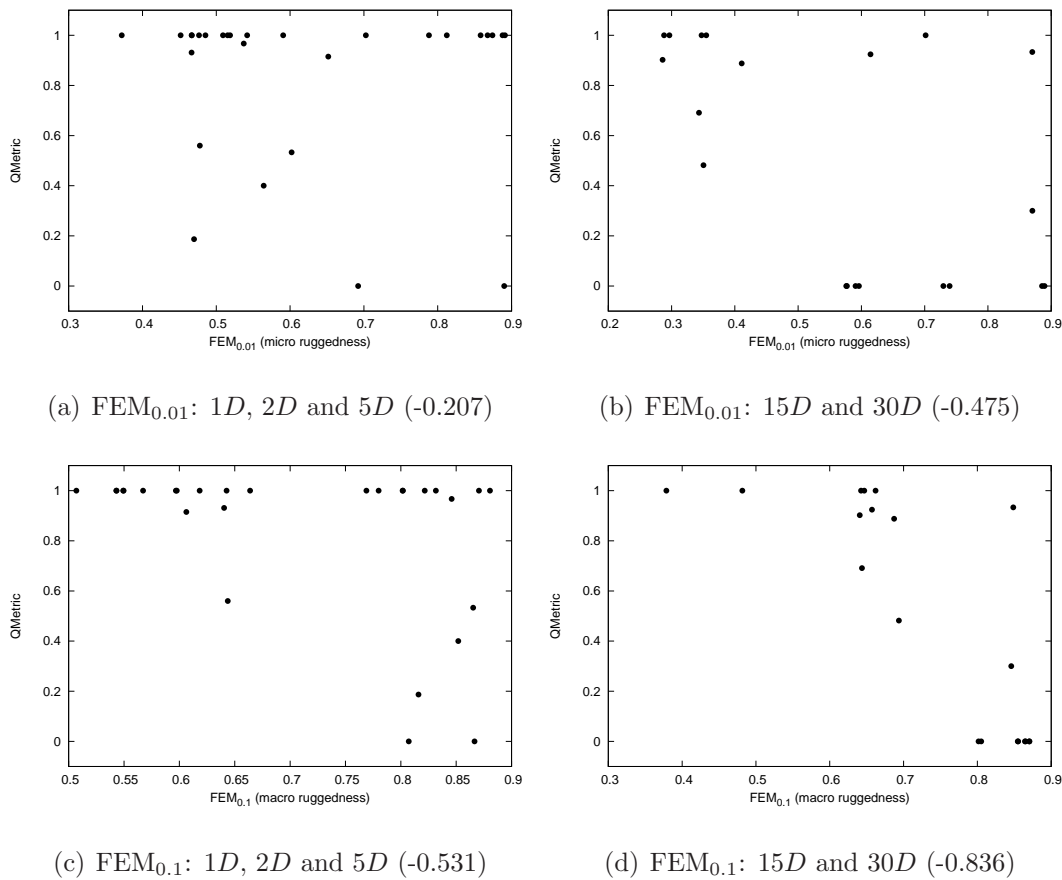 1
0.8
0.6
0.4
0.2
0
QMetric
0.3 0.4 0.5 0.6 0.7 0.8 0.9
FEM0.01 (micro ruggedness)
(a) FEM0.01: 1D, 2D and 5D (-0.207)
1
0.8
0.6
0.4
0.2
0
QMetric
0.2 0.3 0.4 0.5 0.6 0.7 0.8 0.9
FEM0.01 (micro ruggedness)
(b) FEM0.01: 15D and 30D (-0.475)
1
0.8
0.6
0.4
0.2
0
QMetric
0.5 0.55 0.6 0.65 0.7 0.75 0.8 0.85 0.9
FEM0.1 (macro ruggedness)
(c) FEM0.1: 1D, 2D and 5D (-0.531)
1
0.8
0.6
0.4
0.2
0
QMetric
0.3 0.4 0.5 0.6 0.7 0.8 0.9
FEM0.1 (macro ruggedness)
(d) FEM0.1: 15D and 30D (-0.836)